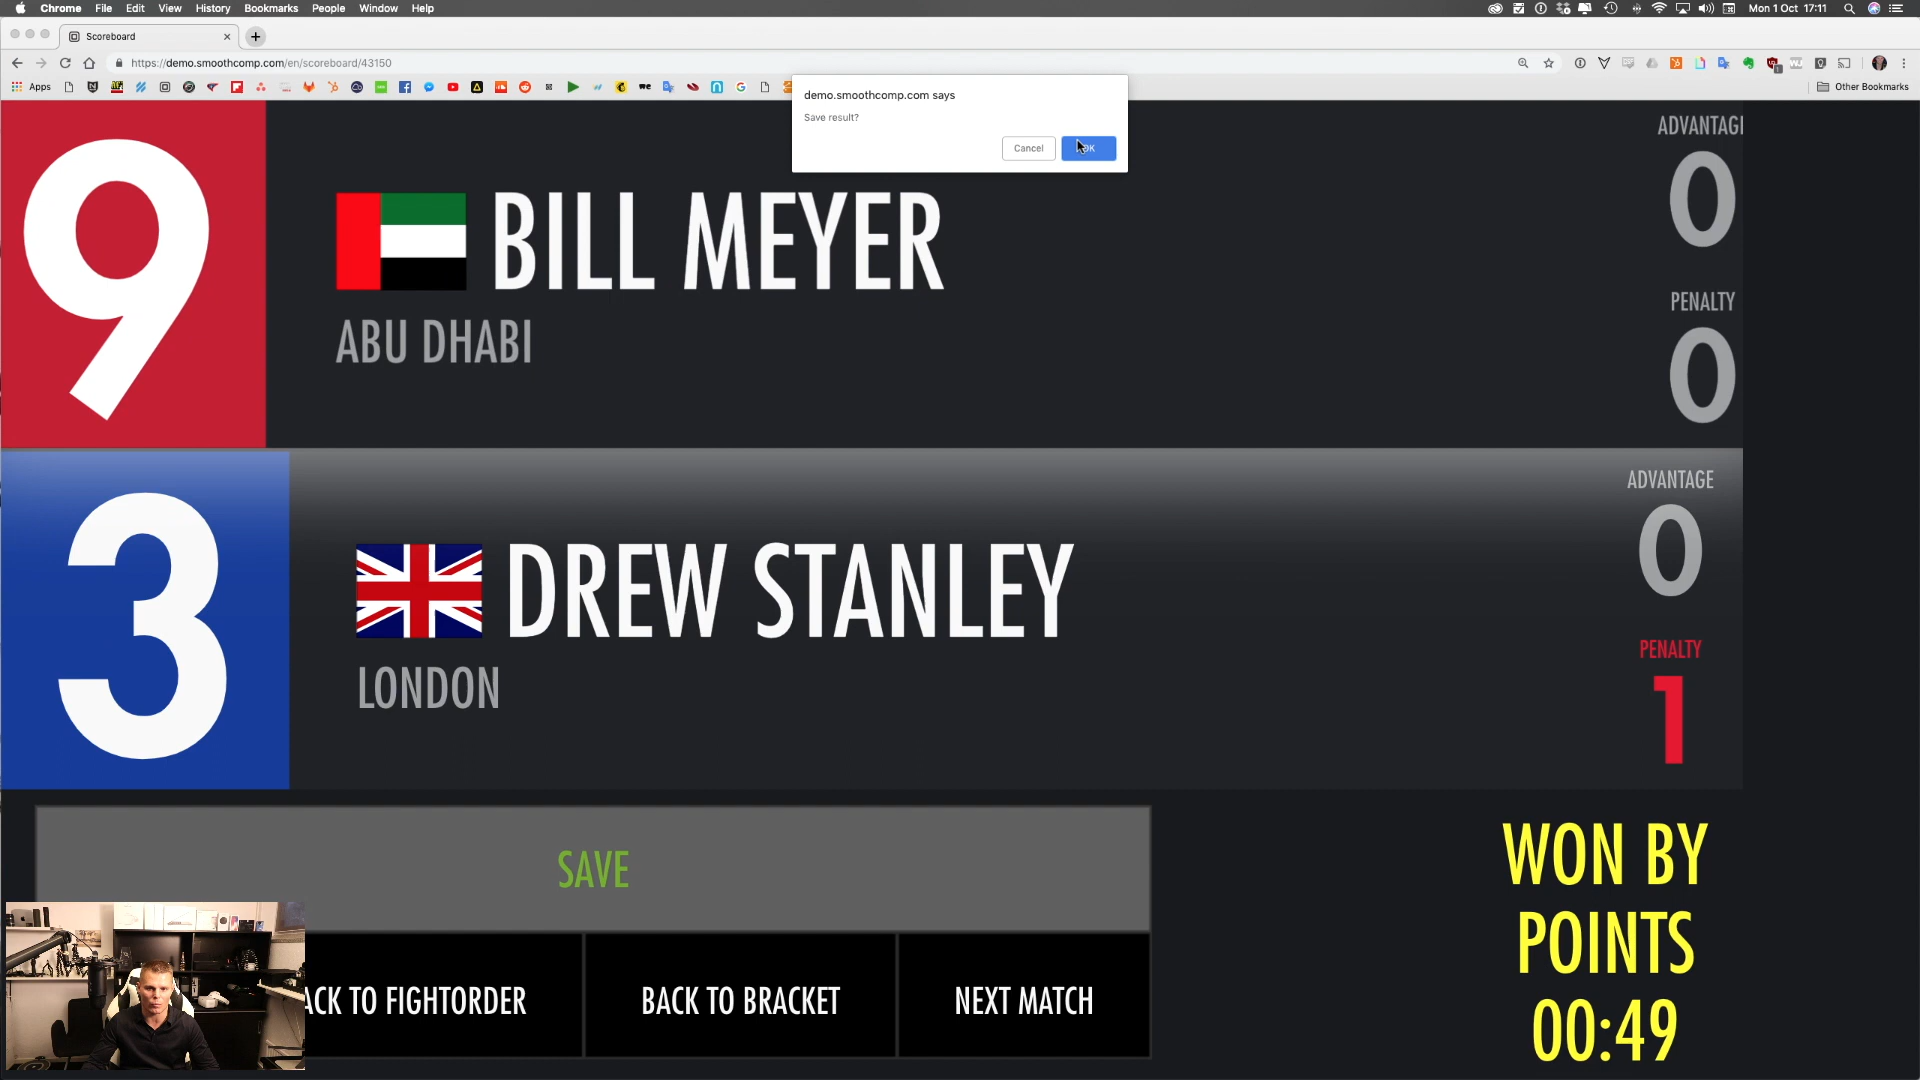 Chrome File Edit View History Bookmarks People Window Help
Mon 1 Oct 17:11
Scoreboard
https://demo.smoothcomp.com/en/scoreboard/43150
Apps
Other Bookmarks
demo.smoothcomp.com says
Save result?
Cancel
OK
9
BILL MEYER
ABU DHABI
ADVANTAGE
0
PENALTY
0
3
DREW STANLEY
LONDON
ADVANTAGE
0
PENALTY
1
SAVE
ACK TO FIGHTORDER
BACK TO BRACKET
NEXT MATCH
WON BY
POINTS
00:49